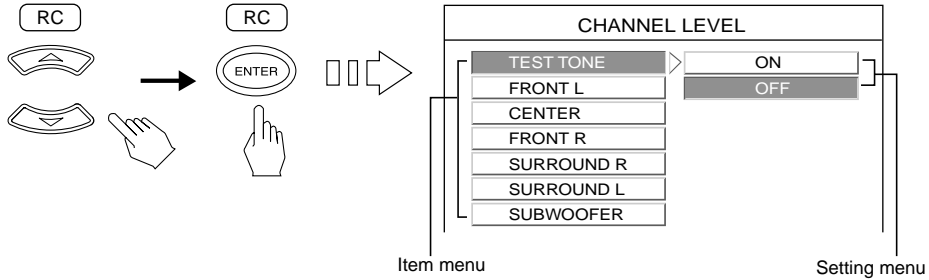 RC
RC
ENTER
CHANNEL LEVEL
TEST TONE
ON
FRONT L
OFF
CENTER
FRONT R
SURROUND R
SURROUND L
SUBWOOFER
Item menu
Setting menu